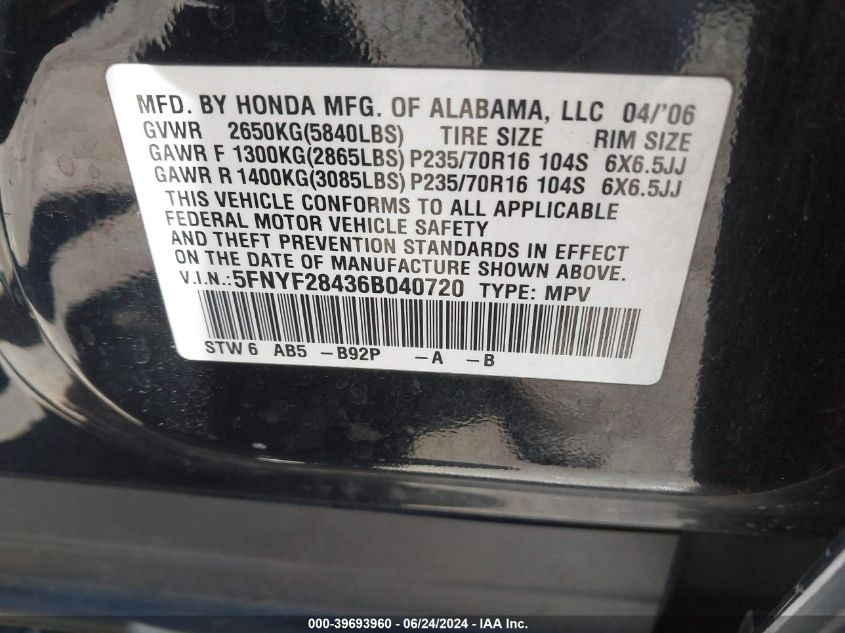 MFD. BY HONDA MFG. OF ALABAMA, LLC 04/'06
GVWR 2650KG(5840LBS) TIRE SIZE RIM SIZE
GAWR F 1300KG(2865LBS) P235/70R16 104S 6X6.5JJ
GAWR R 1400KG(3085LBS) P235/70R16 104S 6X6.5JJ
THIS VEHICLE CONFORMS TO ALL APPLICABLE
FEDERAL MOTOR VEHICLE SAFETY
AND THEFT PREVENTION STANDARDS IN EFFECT
ON THE DATE OF MANUFACTURE SHOWN ABOVE.
V.I.N.:5FNYF28436B040720 TYPE: MPV
STW 6 AB5 -B92P -A -B
000-39693960 - 06/24/2024 - IAA Inc.